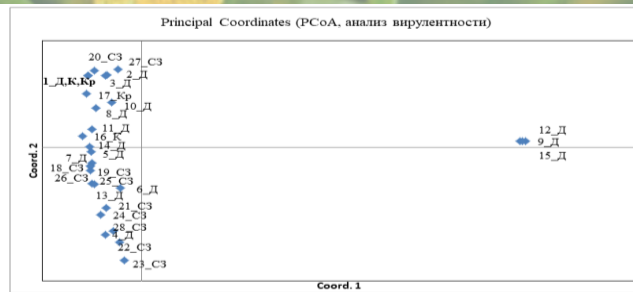 Principal Coordinates (PCoA, анализ вирулентности)
20_СЗ
27_СЗ
2_Д
1_Д,К,Кр
3_Д
17_Кр
10_Д
8_Д
11_Д
16_К
14_Д
5_Д
7_Д
18_СЗ
19_СЗ
26_СЗ
25_СЗ
6_Д
13_Д
21_СЗ
24_СЗ
28_СЗ
4_Д
22_СЗ
23_СЗ
12_Д
9_Д
15_Д
Coord. 2
Coord. 1